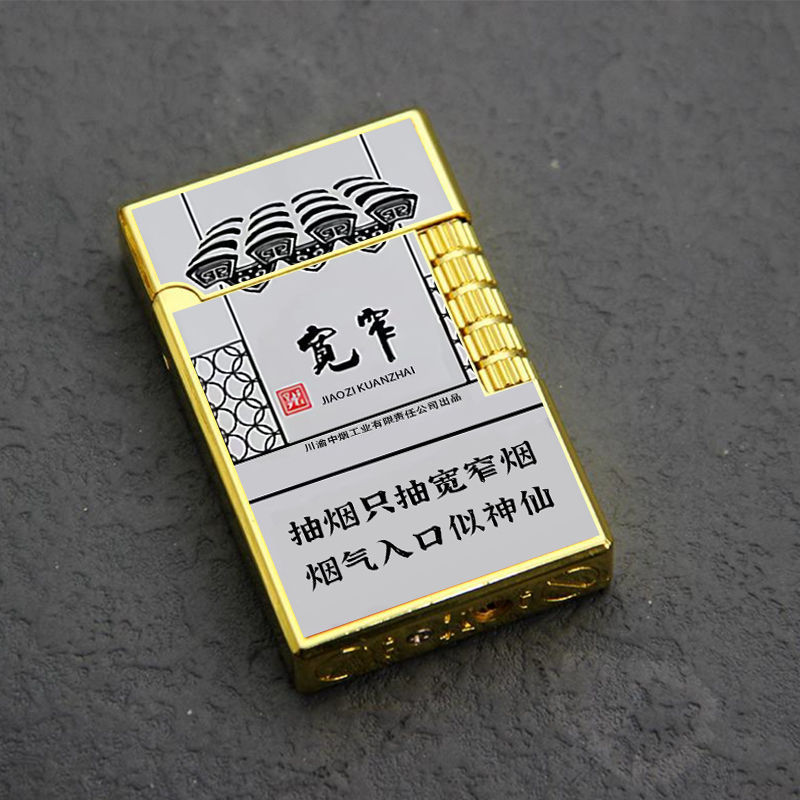 宽窄
JIAOZI KUANZHAI
川渝中烟工业有限责任公司出品
抽烟只抽宽窄烟
烟气入口似神仙